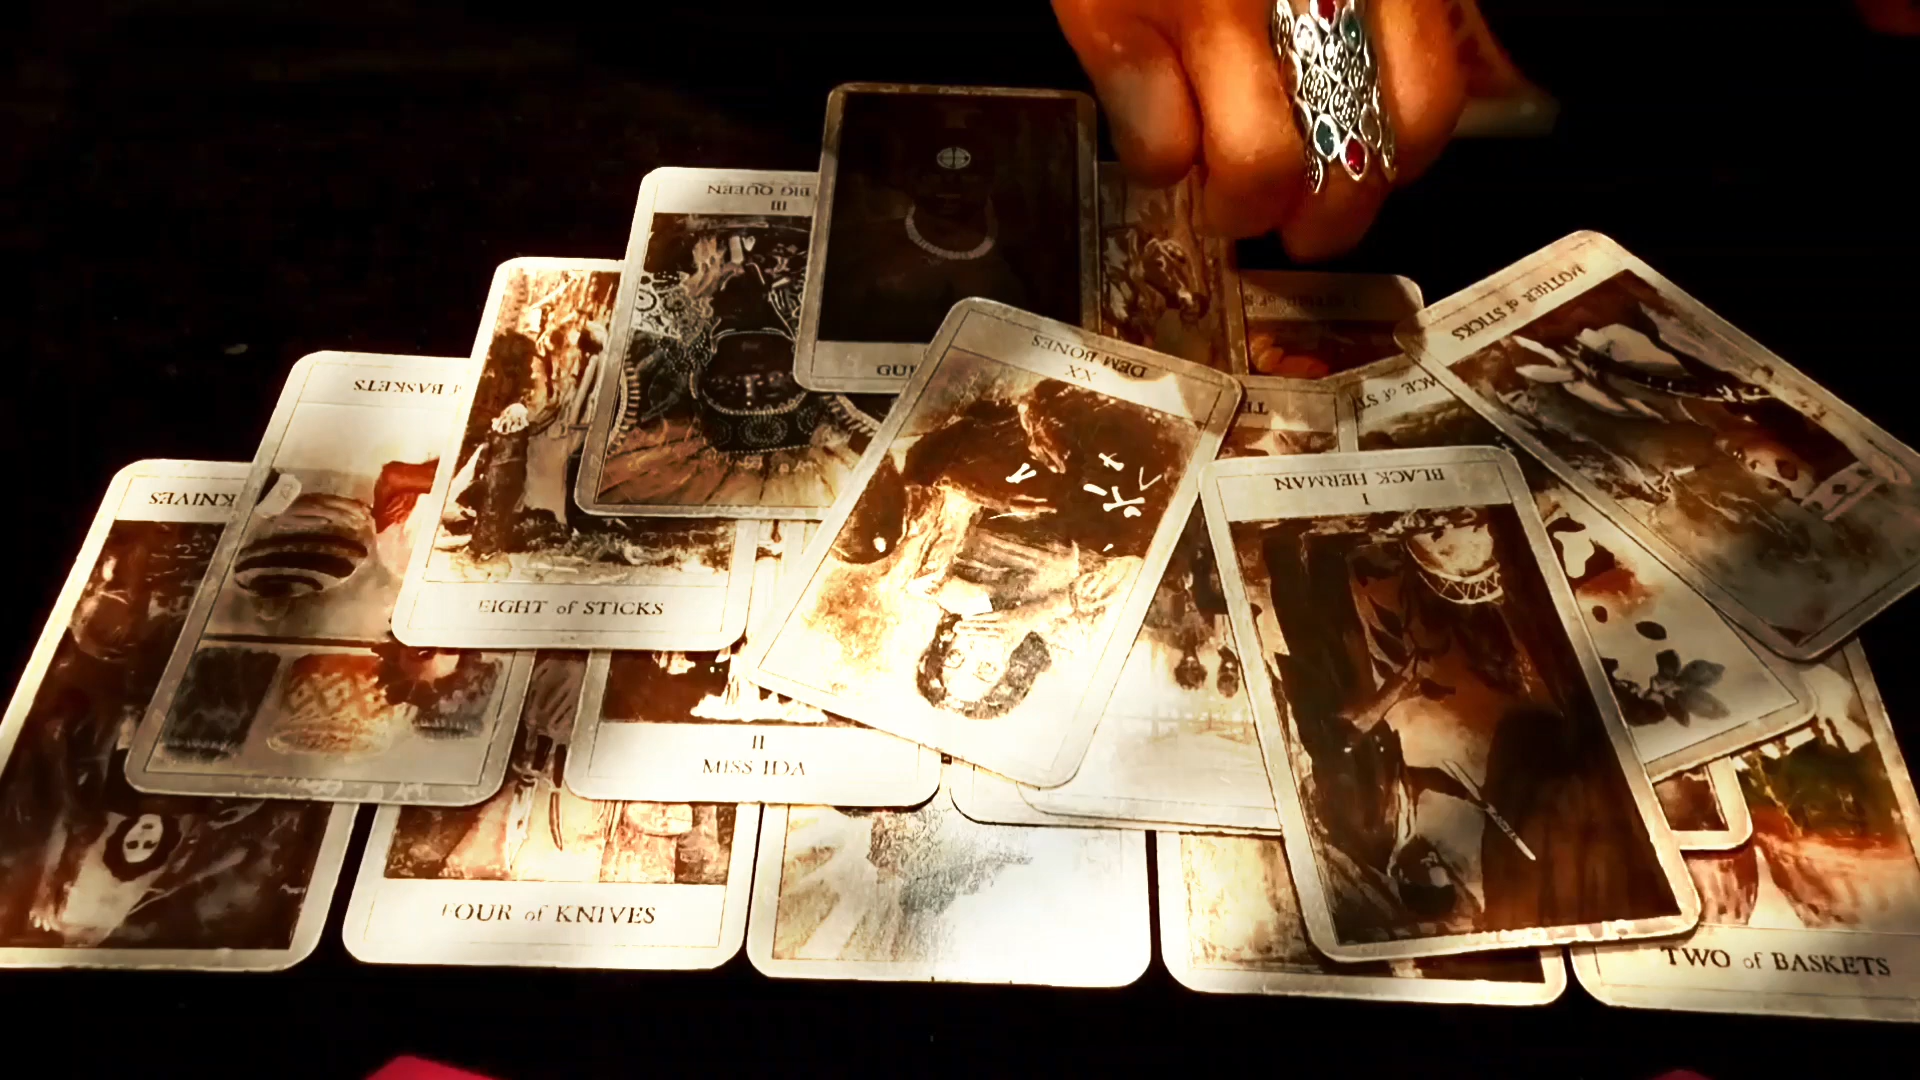 III
BIG QUEEN
XX
DEM BONES
MOTHER of STICKS
BASKETS
KNIVES
I
BLACK HERMAN
EIGHT of STICKS
II
MISS IDA
FOUR of KNIVES
TWO of BASKETS